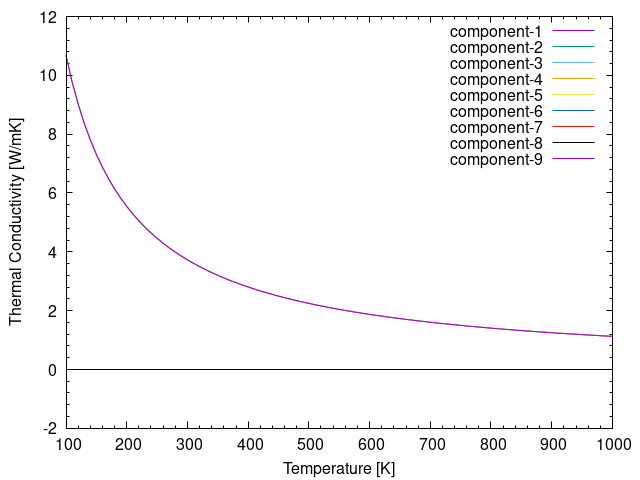 12
10
8
6
4
2
0
-2
Thermal Conductivity [W/mK]
component-1
component-2
component-3
component-4
component-5
component-6
component-7
component-8
component-9
100 200 300 400 500 600 700 800 900 1000
Temperature [K]